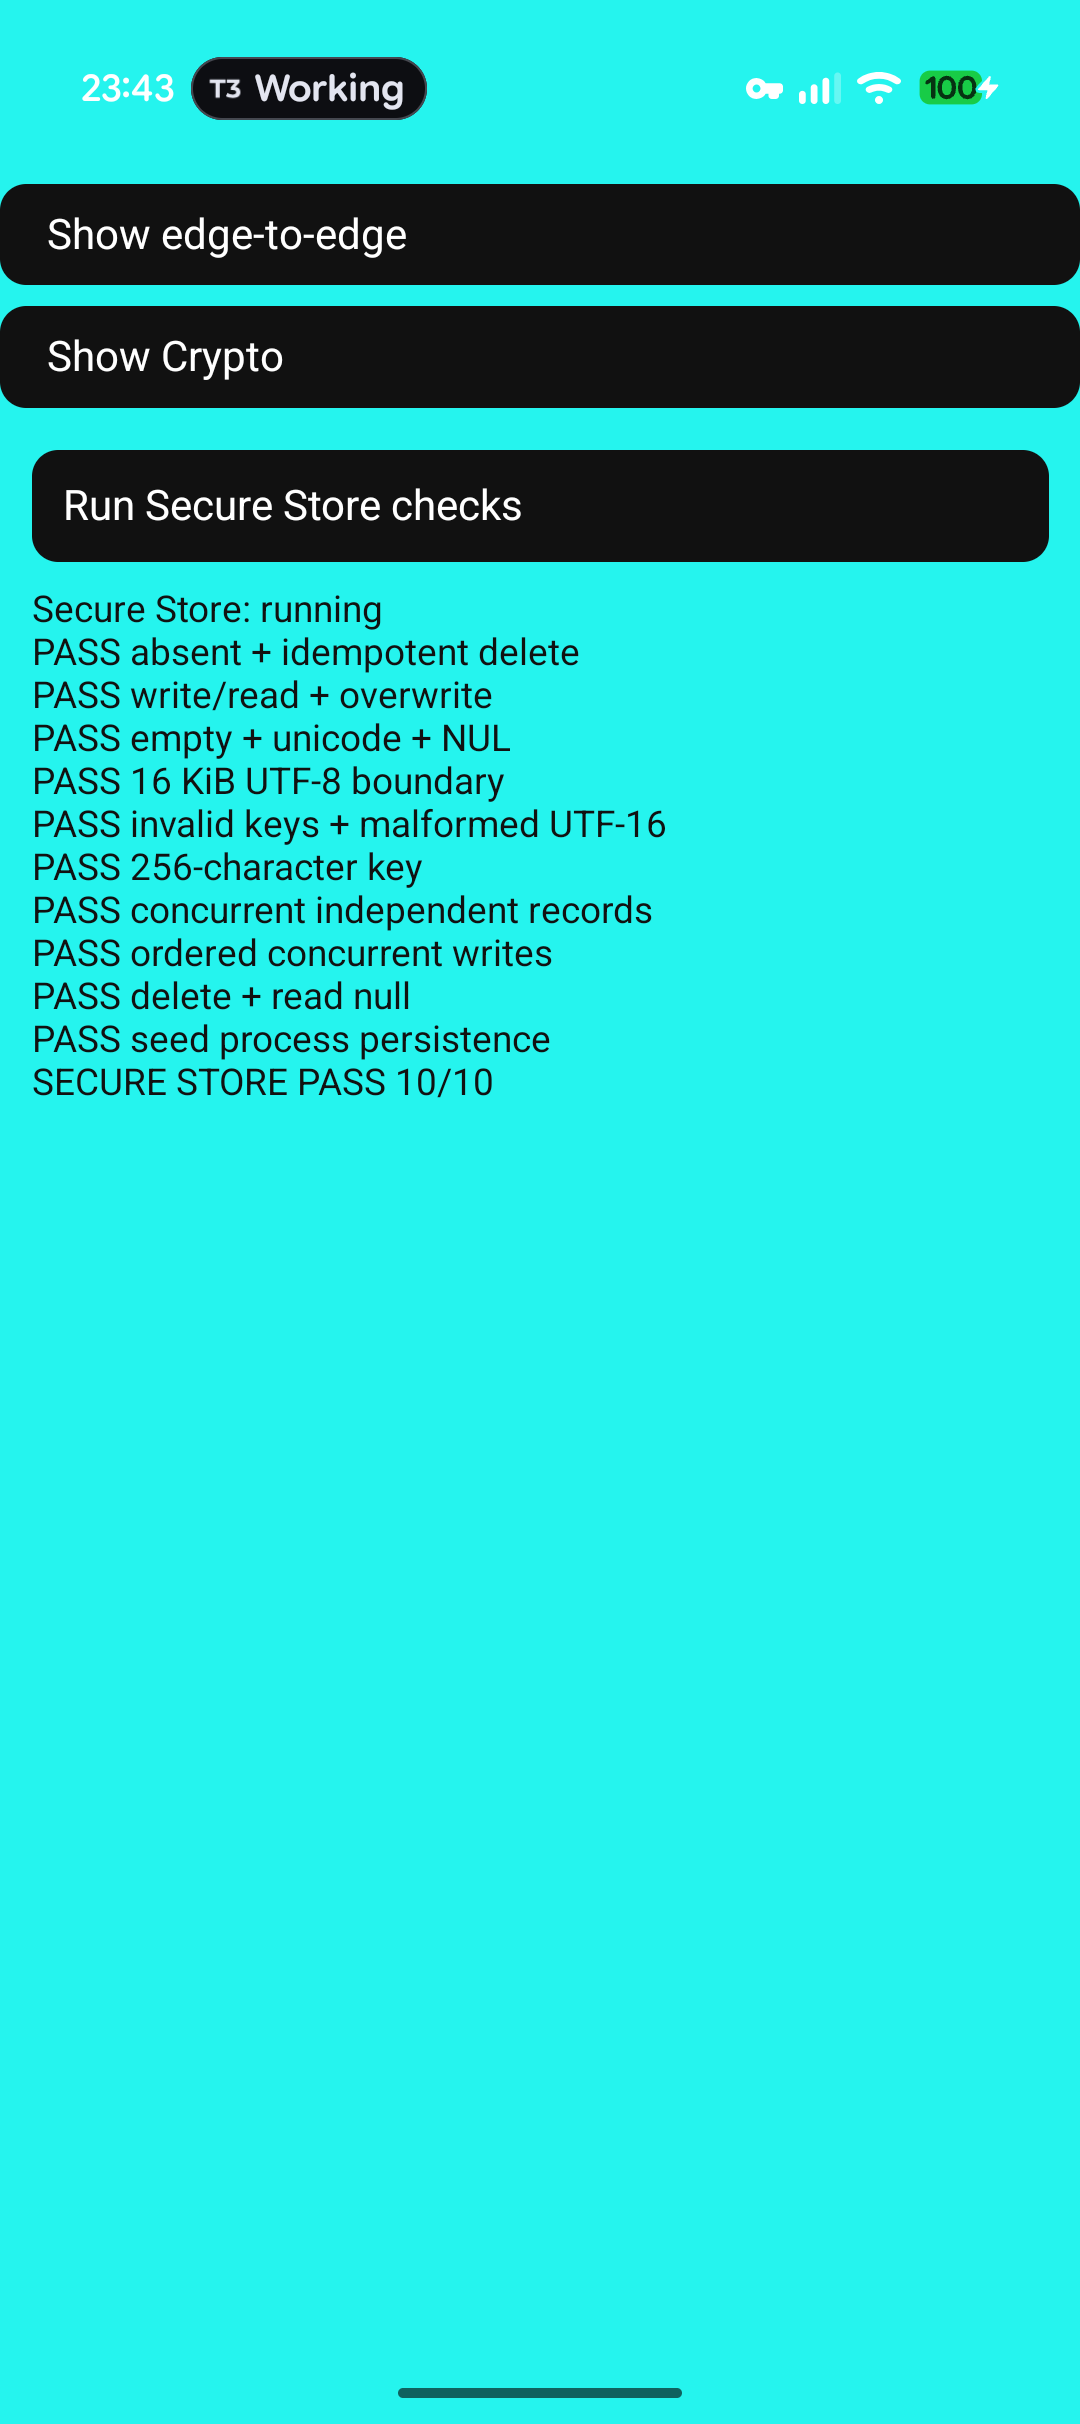 23:43 T3 Working 100
Show edge-to-edge
Show Crypto
Run Secure Store checks
Secure Store: running
PASS absent + idempotent delete
PASS write/read + overwrite
PASS empty + unicode + NUL
PASS 16 KiB UTF-8 boundary
PASS invalid keys + malformed UTF-16
PASS 256-character key
PASS concurrent independent records
PASS ordered concurrent writes
PASS delete + read null
PASS seed process persistence
SECURE STORE PASS 10/10